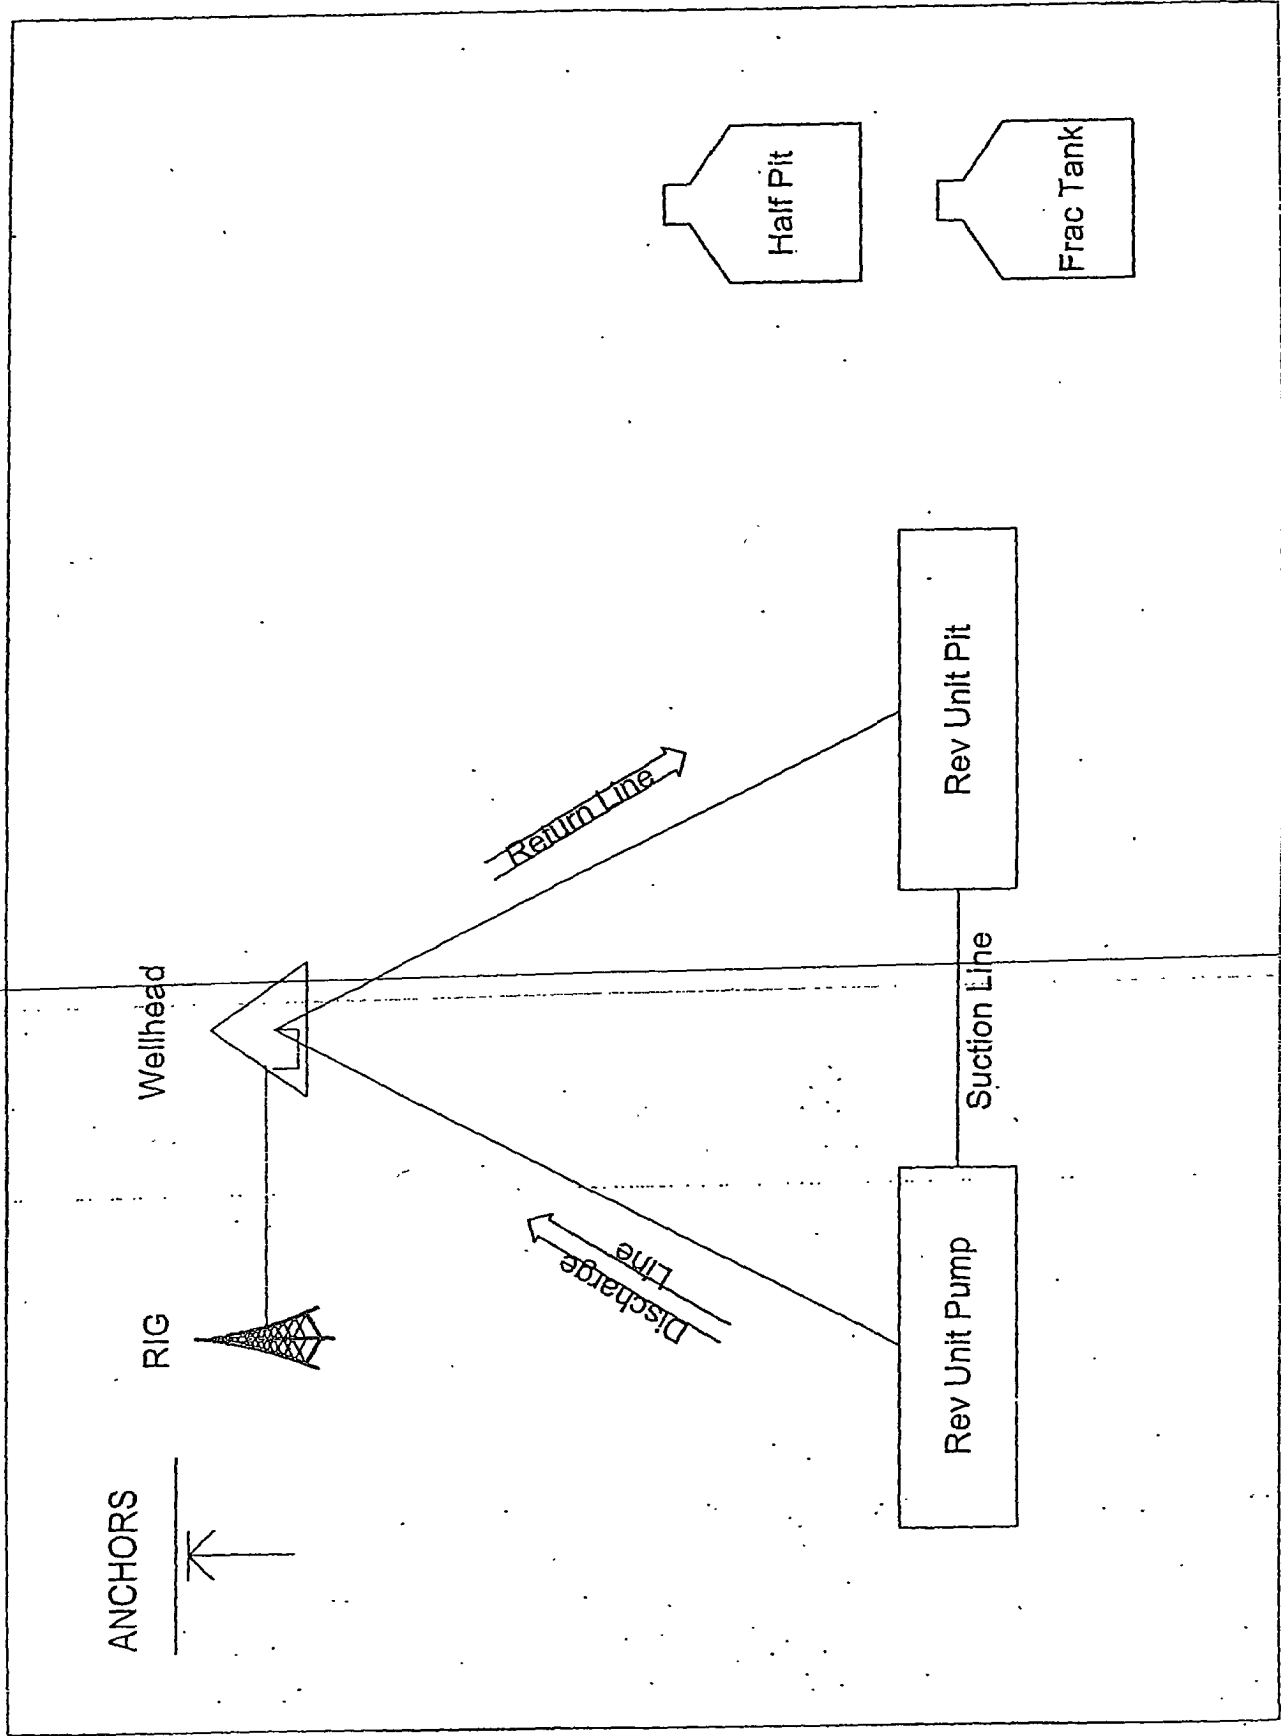 ANCHORS
RIG
Wellhead
Discharge
Line
Return Line
Half Pit
Rev Unit Pump
Suction Line
Rev Unit Pit
Frac Tank